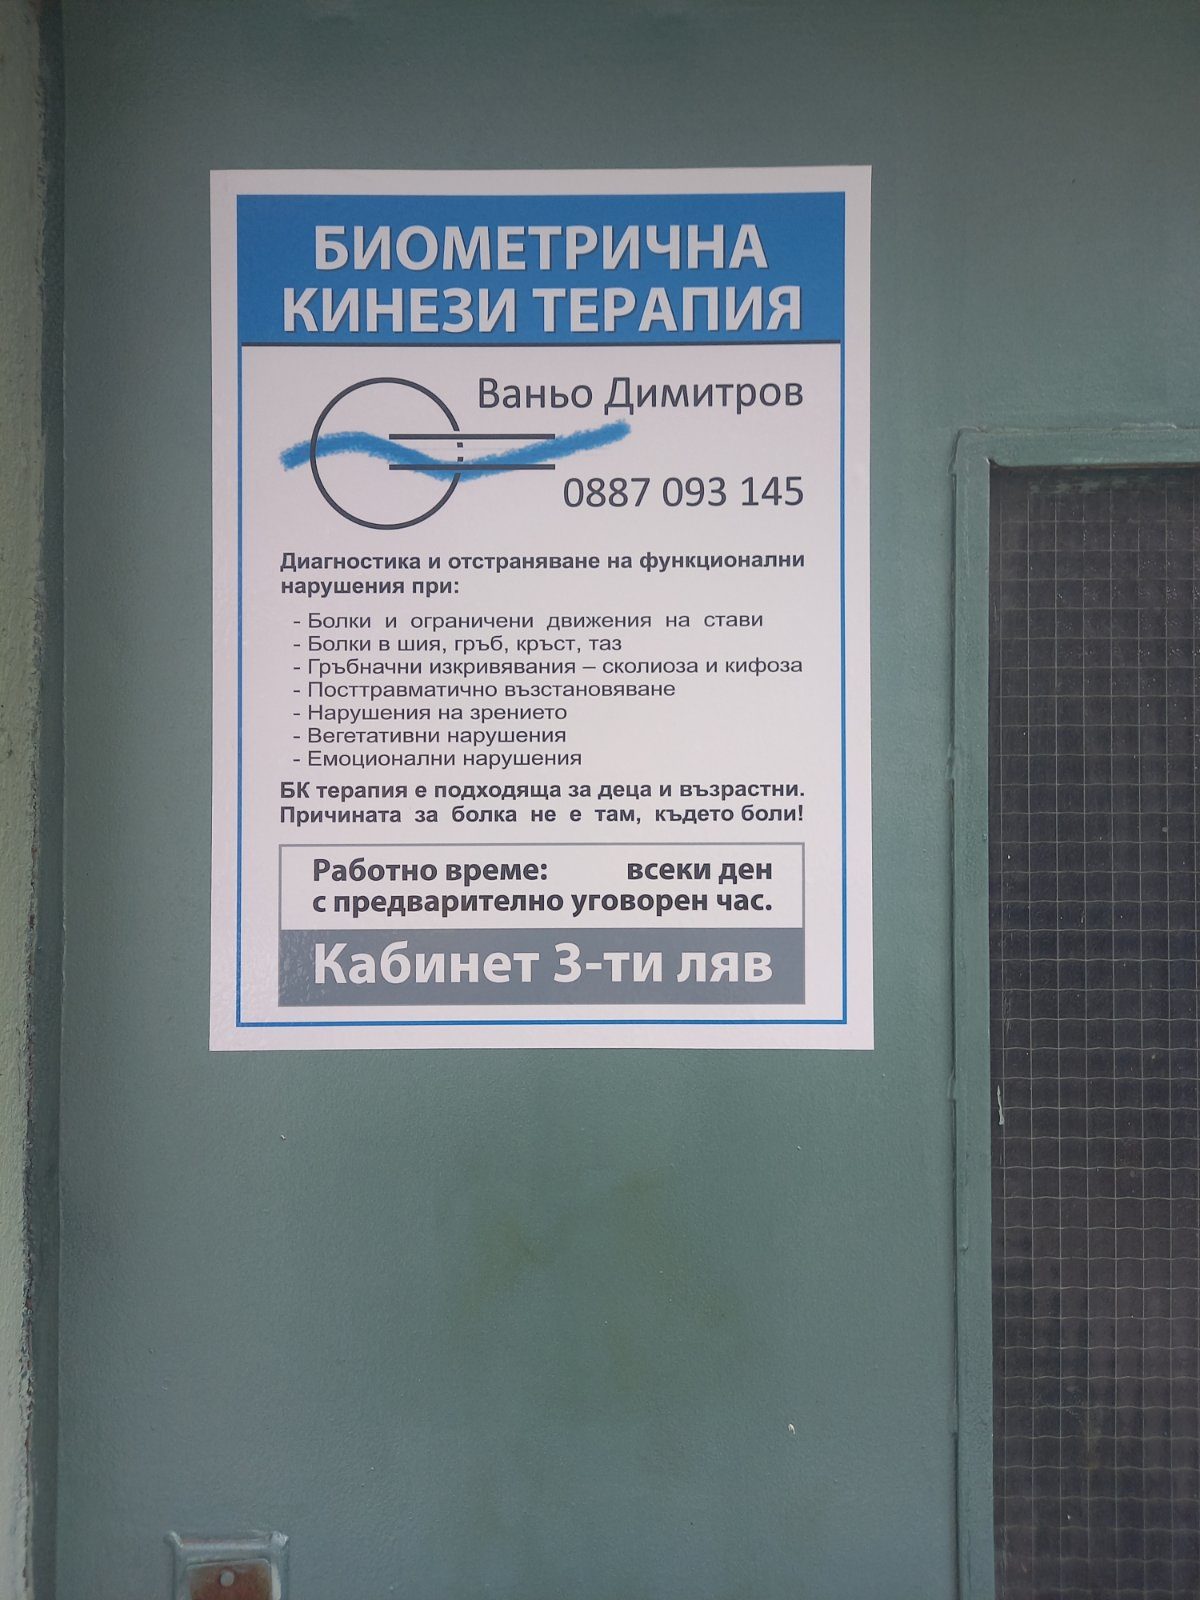 БИОМЕТРИЧНА
КИНЕЗИ ТЕРАПИЯ
Ваньо Димитров
0887 093 145
Диагностика и отстраняване на функционални
нарушения при:
- Болки и ограничени движения на стави
- Болки в шия, гръб, кръст, таз
- Гръбначни изкривявания – сколиоза и кифоза
- Посттравматично възстановяване
- Нарушения на зрението
- Вегетативни нарушения
- Емоционални нарушения
БК терапия е подходяща за деца и възрастни.
Причината за болка не е там, където боли!
Работно време: всеки ден
с предварително уговорен час.
Кабинет 3-ти ляв